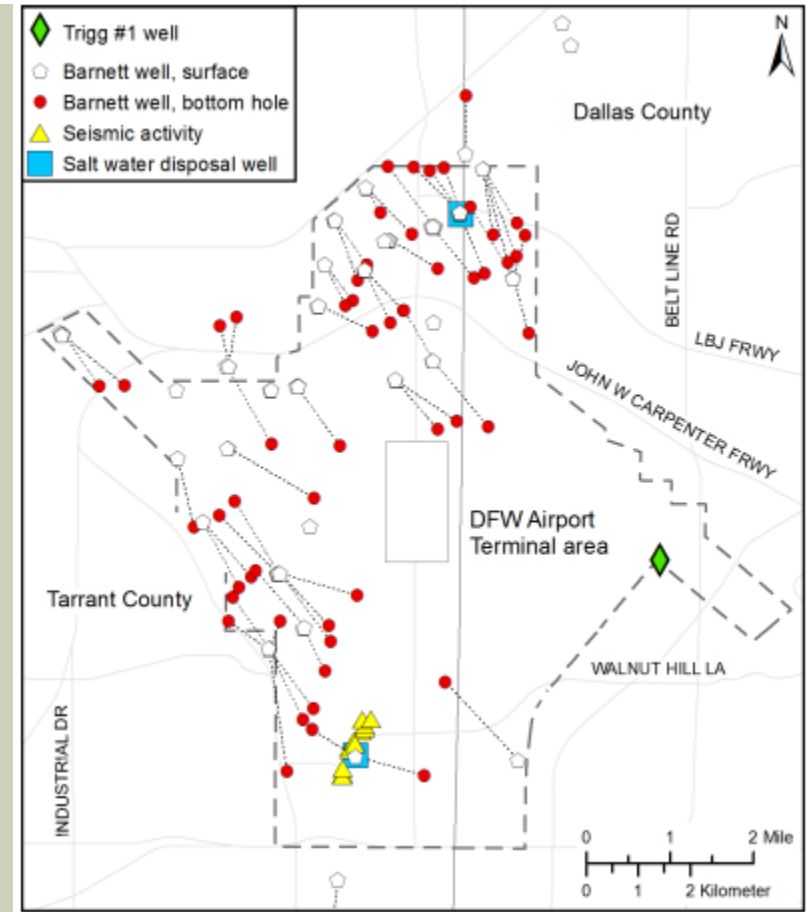 Trigg #1 well
Barnett well, surface
Barnett well, bottom hole
Seismic activity
Salt water disposal well
N
Dallas County
BELT LINE RD
LBJ FRWY
JOHN W CARPENTER FRWY
DFW Airport
Terminal area
Tarrant County
WALNUT HILL LA
INDUSTRIAL DR
0 1 2 Mile
0 1 2 Kilometer